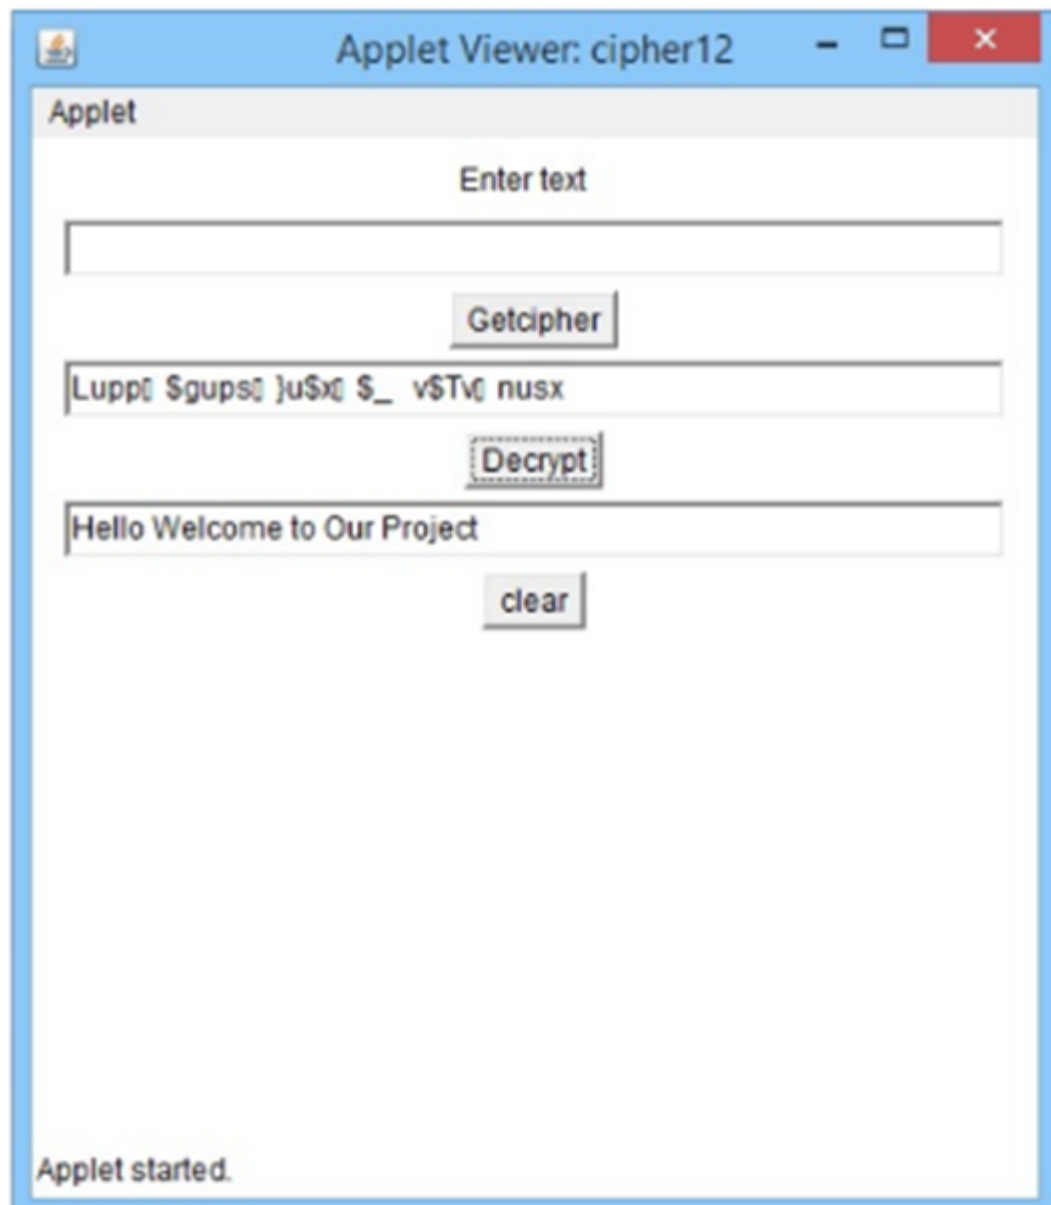 Applet Viewer: cipher12
Applet
Enter text
Getcipher
Lupp▯ $gups▯ }u$x▯ $_  v$Tv▯ nusx
Decrypt
Hello Welcome to Our Project
clear
Applet started.